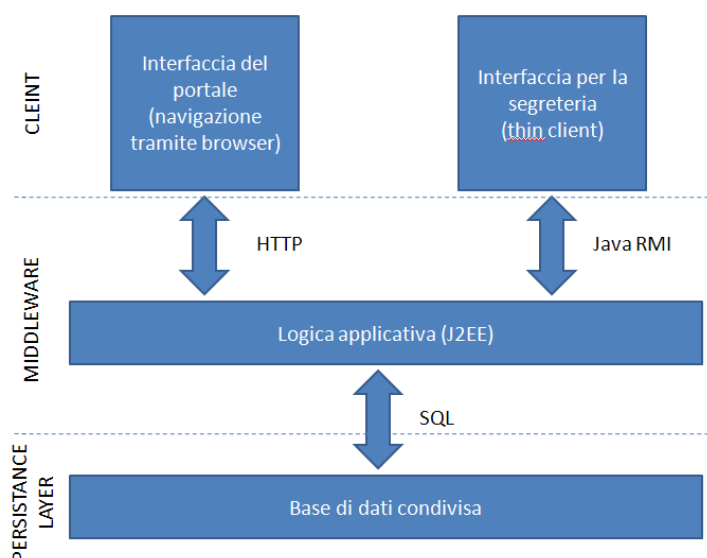 CLEINT
Interfaccia del
portale
(navigazione
tramite browser)
Interfaccia per la
segreteria
(thin client)
HTTP
Java RMI
MIDDLEWARE
Logica applicativa (J2EE)
SQL
PERSISTANCE
LAYER
Base di dati condivisa